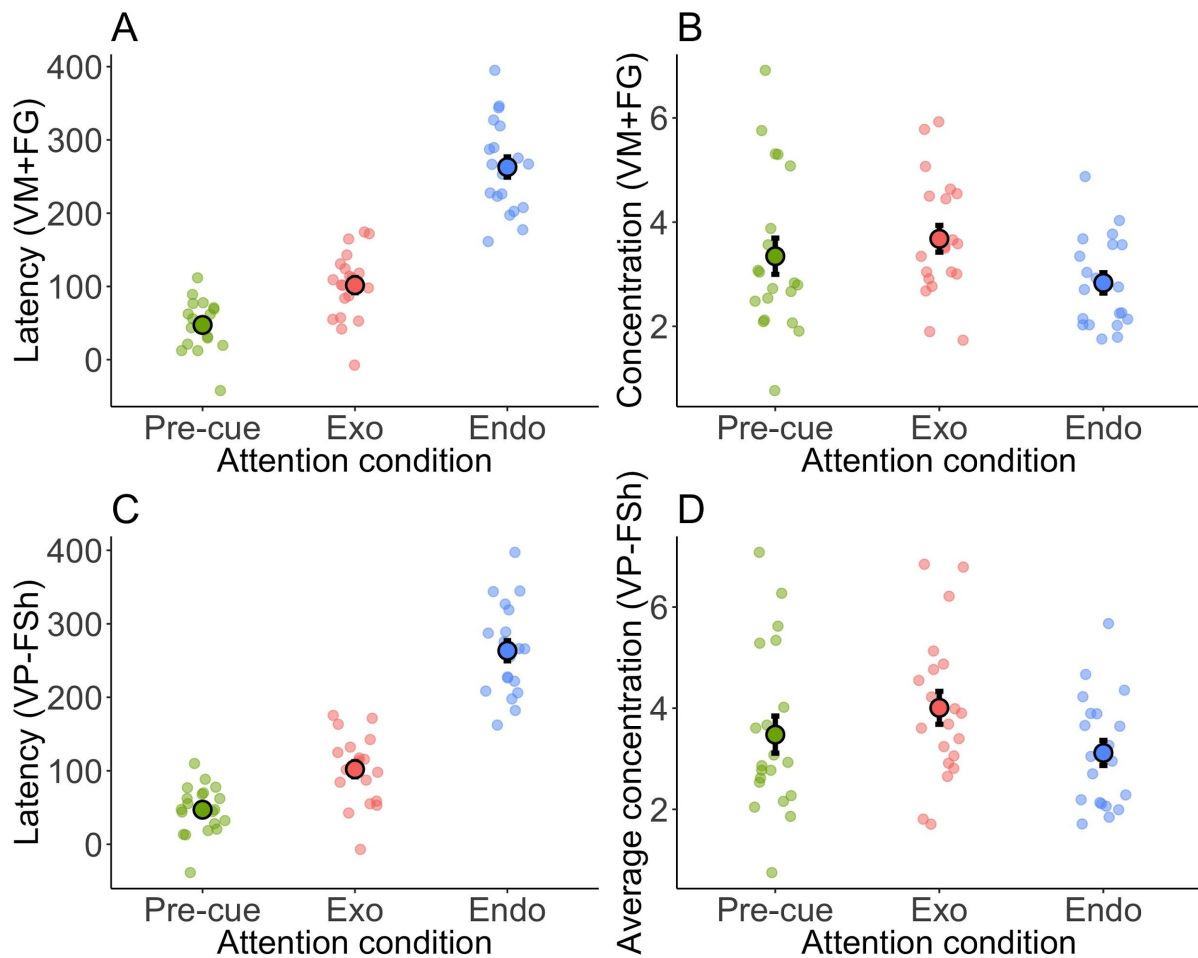 A
Latency (VM+FG)
400
300
200
100
0
Pre-cue Exo Endo
Attention condition
B
Concentration (VM+FG)
6
4
2
Pre-cue Exo Endo
Attention condition
C
Latency (VP-FSh)
400
300
200
100
0
Pre-cue Exo Endo
Attention condition
D
Average concentration (VP-FSh)
6
4
2
Pre-cue Exo Endo
Attention condition